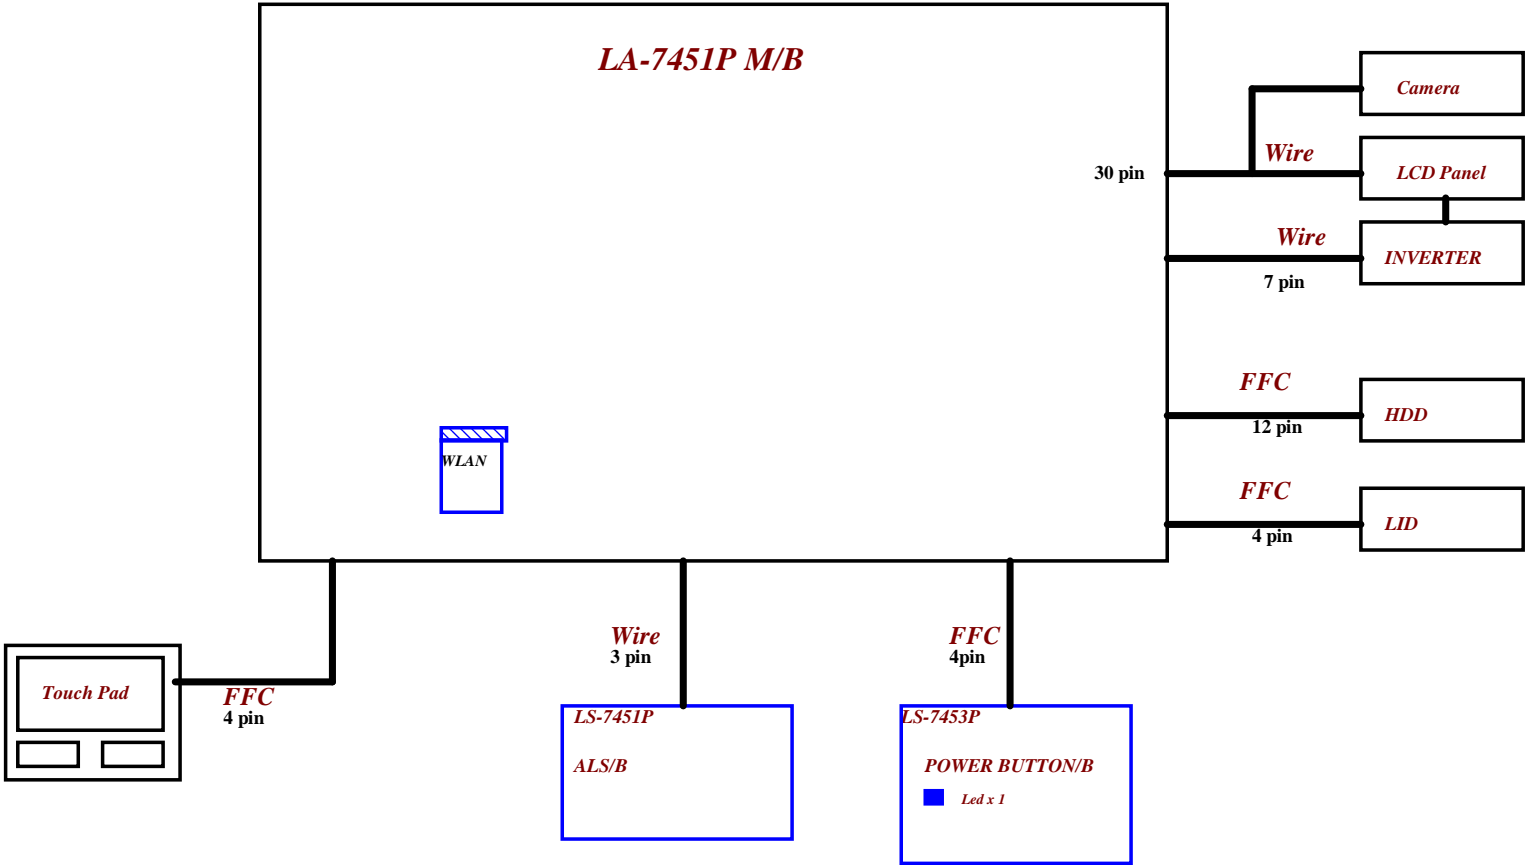 LA-7451P M/B
Camera
Wire
30 pin
LCD Panel
Wire
INVERTER
7 pin
FFC
HDD
12 pin
WLAN
FFC
LID
4 pin
Wire
3 pin
FFC
4pin
Touch Pad
FFC
4 pin
LS-7451P
LS-7453P
ALS/B
POWER BUTTON/B
Led x 1